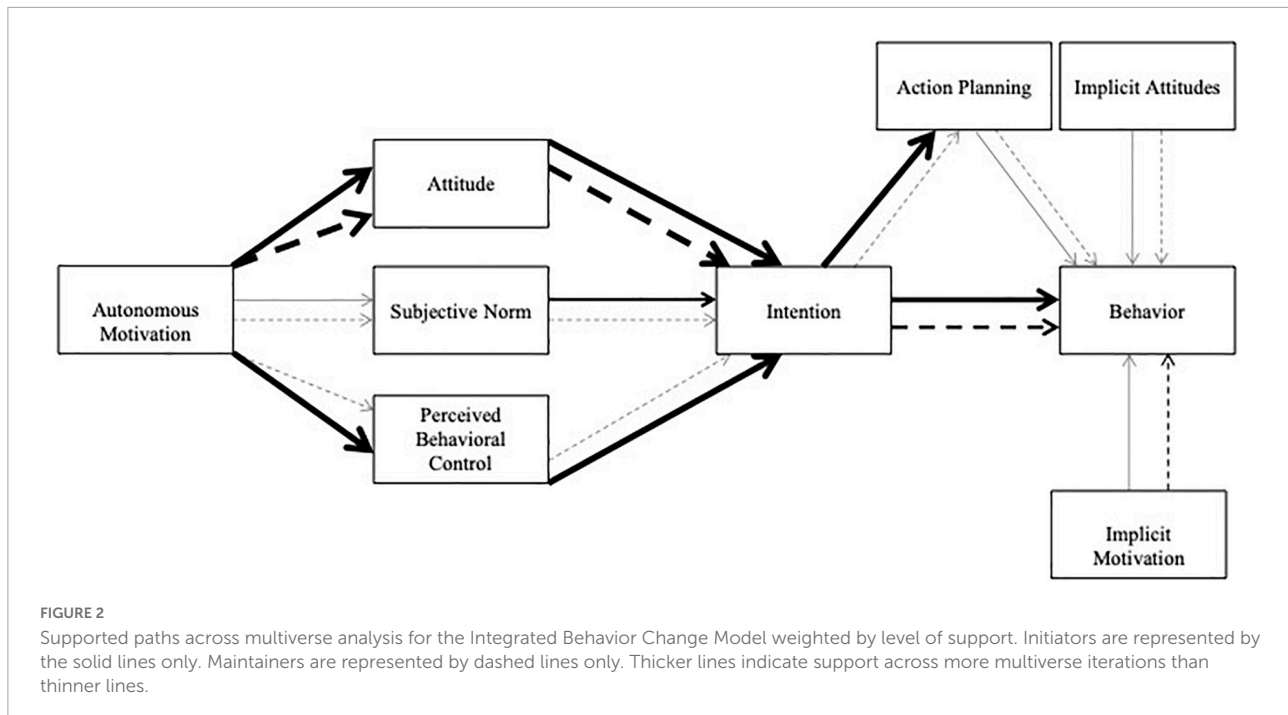 Action Planning
Implicit Attitudes
Attitude
Autonomous
Motivation
Subjective Norm
Intention
Behavior
Perceived
Behavioral
Control
Implicit
Motivation
FIGURE 2
Supported paths across multiverse analysis for the Integrated Behavior Change Model weighted by level of support. Initiators are represented by
the solid lines only. Maintainers are represented by dashed lines only. Thicker lines indicate support across more multiverse iterations than
thinner lines.